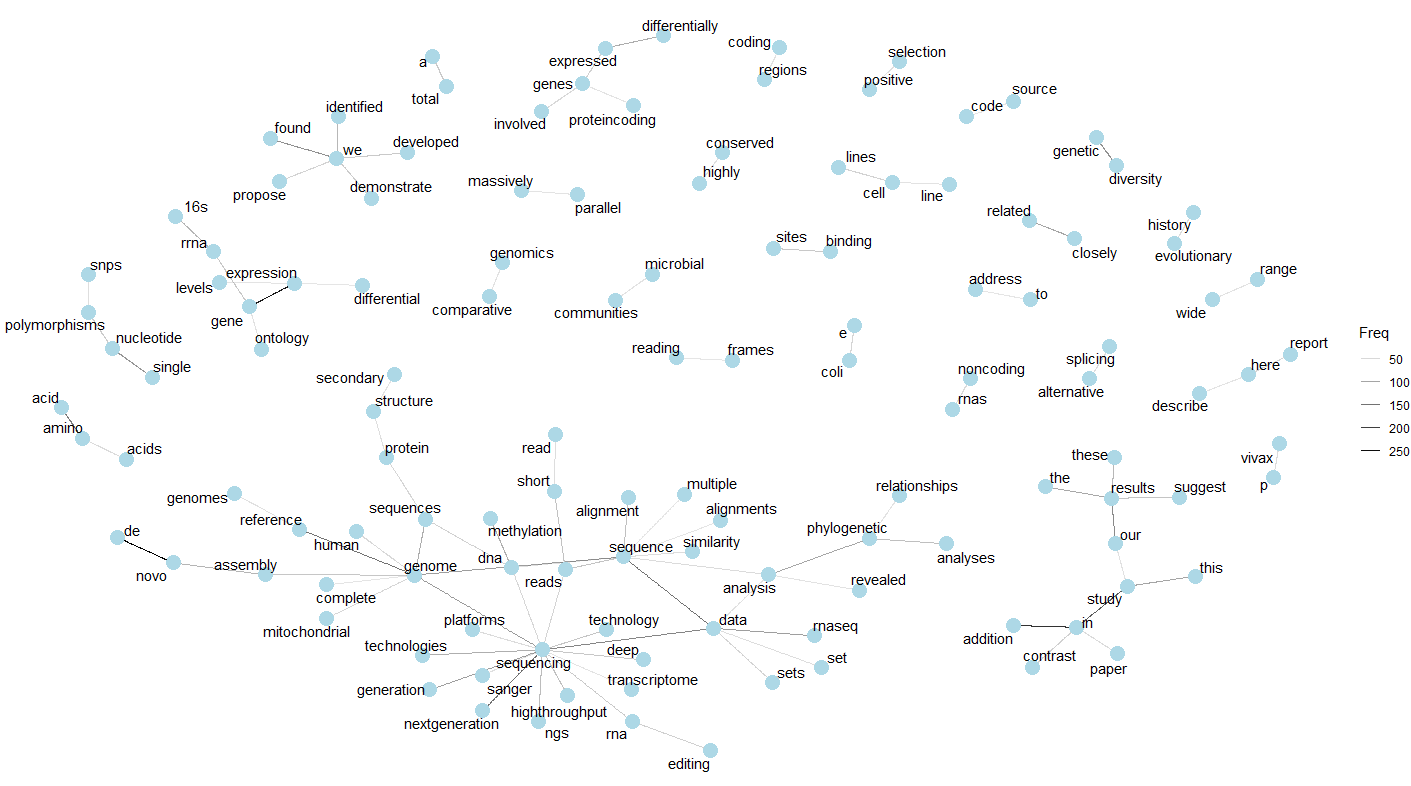 differentially
coding
expressed
regions
selection
positive
a
total
genes
involved
proteincoding
source
code
identified
found
we
developed
propose
demonstrate
conserved
highly
lines
cell
line
genetic
diversity
massively
parallel
16s
rrna
related
closely
history
evolutionary
sites
binding
snps
expression
levels
differential
gene
ontology
genomics
comparative
microbial
communities
address
to
range
wide
polymorphisms
nucleotide
single
reading
frames
e
coli
splicing
alternative
report
here
describe
noncoding
rnas
Freq
50
100
150
200
250
acid
amino
acids
secondary
structure
protein
read
short
these
the
results
suggest
our
vivax
p
genomes
reference
human
sequences
methylation
alignment
multiple
alignments
similarity
sequence
relationships
phylogenetic
analyses
de
novo
assembly
genome
dna
reads
analysis
revealed
this
study
complete
mitochondrial
platforms
technology
data
rnaseq
addition
in
contrast
paper
technologies
sequencing
deep
set
sets
generation
sanger
transcriptome
nextgeneration
highthroughput
ngs
rna
editing